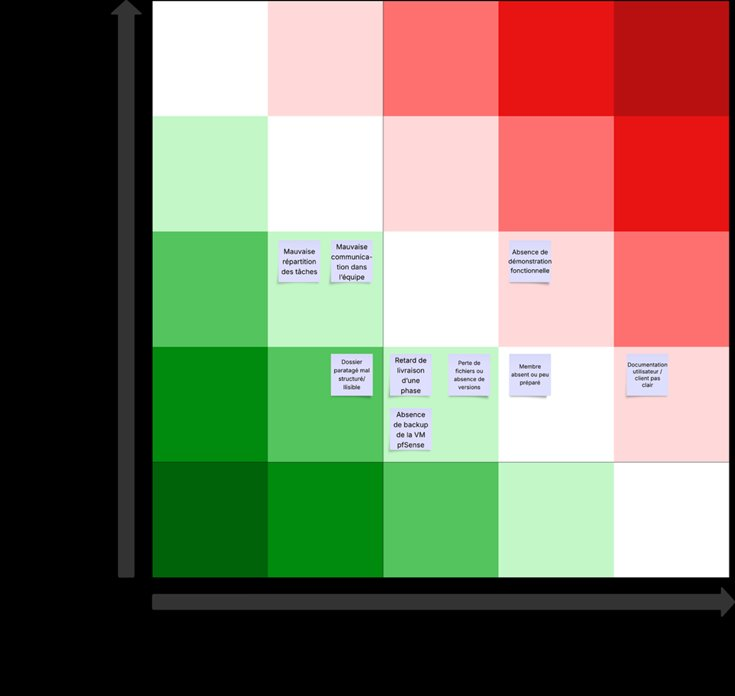 Mauvaise
répartition
des tâches
Mauvaise
communica-
tion dans
l'équipe
Absence de
démonstration
fonctionnelle
Dossier
paratagé mal
structuré/
llisible
Retard de
livraison
d'une
phase
Perte de
fichiers ou
absence de
versions
Membre
absent ou peu
préparé
Documentation
utilisateur /
client pas
clair
Absence
de backup
de la VM
pfSense